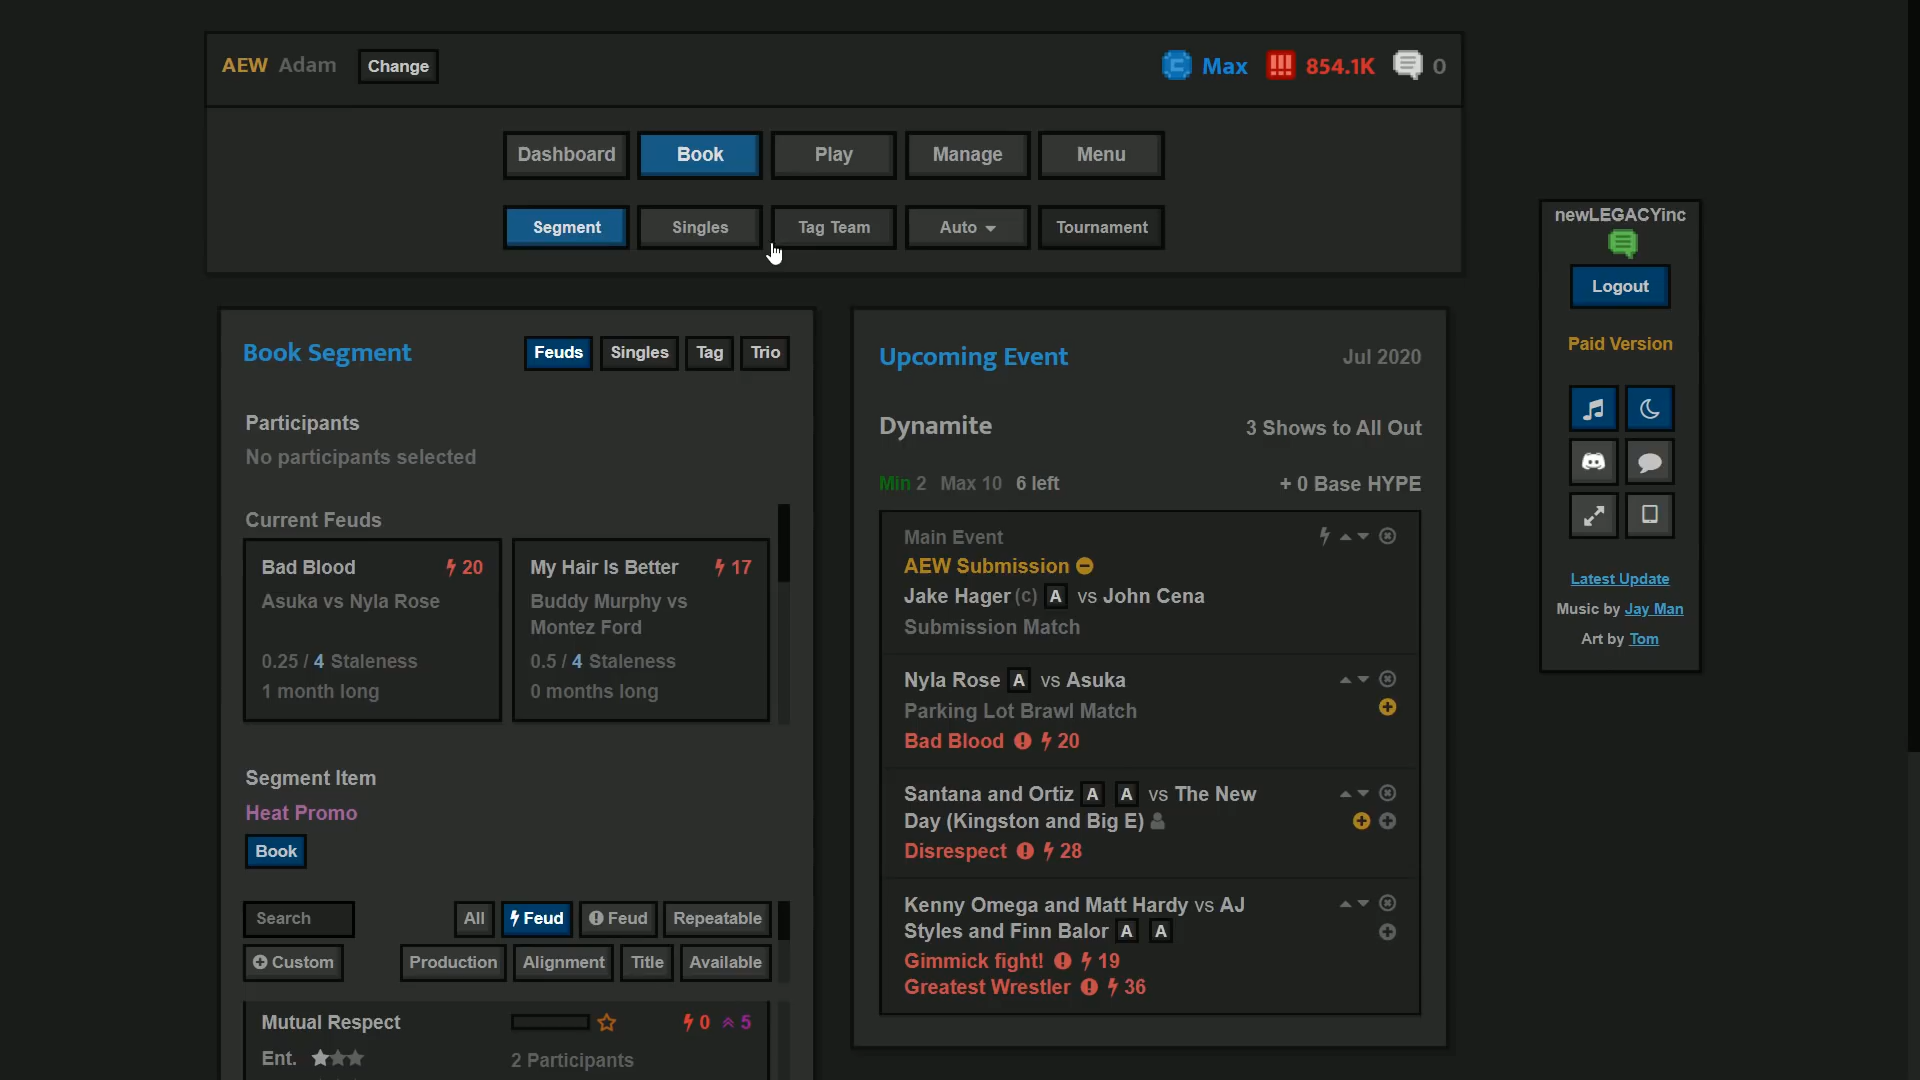 AEW Adam Change
Max 854.1K 0
Dashboard Book Play Manage Menu
Segment Singles Tag Team Auto Tournament
newLEGACYinc
Logout
Paid Version
Latest Update
Music by Jay Man
Art by Tom
Book Segment Feuds Singles Tag Trio
Participants
No participants selected
Current Feuds
Bad Blood 20
Asuka vs Nyla Rose
0.25 / 4 Staleness
1 month long
My Hair Is Better 17
Buddy Murphy vs
Montez Ford
0.5 / 4 Staleness
0 months long
Segment Item
Heat Promo
Book
Search All Feud Feud Repeatable
Custom Production Alignment Title Available
Mutual Respect 0 5
Ent. 2 Participants
Upcoming Event Jul 2020
Dynamite 3 Shows to All Out
Min 2 Max 10 6 left + 0 Base HYPE
Main Event
AEW Submission
Jake Hager (c) A vs John Cena
Submission Match
Nyla Rose A vs Asuka
Parking Lot Brawl Match
Bad Blood 20
Santana and Ortiz A A vs The New
Day (Kingston and Big E)
Disrespect 28
Kenny Omega and Matt Hardy vs AJ
Styles and Finn Balor A A
Gimmick fight! 19
Greatest Wrestler 36